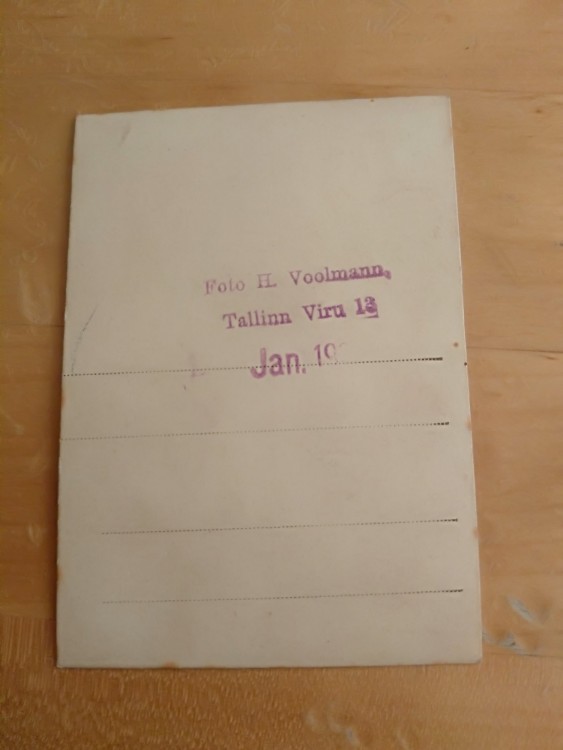 Foto H. Voolmann,
Tallinn Viru 13
Jan. 19